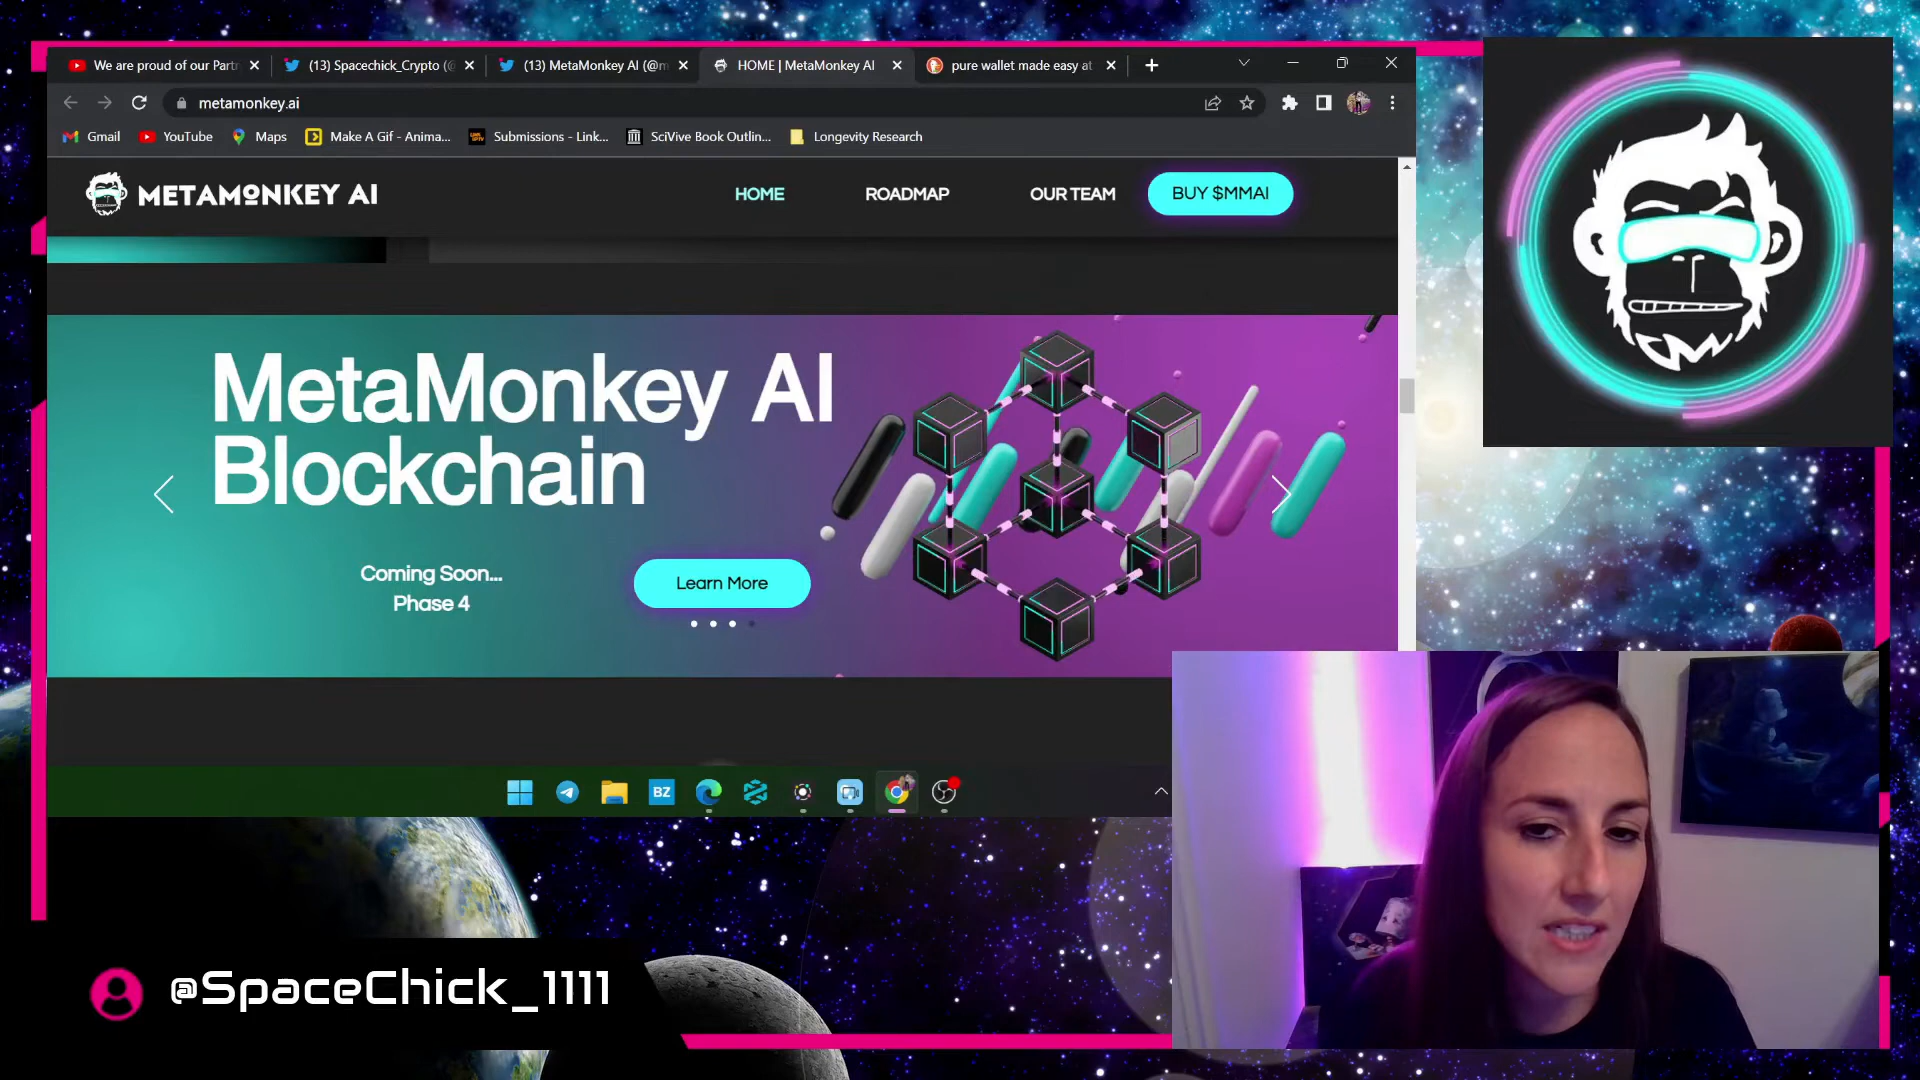 We are proud of our Partn
(13) Spacechick_Crypto (@
(13) MetaMonkey AI (@m
HOME | MetaMonkey AI
pure wallet made easy at
metamonkey.ai
Gmail
YouTube
Maps
Make A Gif - Anima...
Submissions - Link...
SciVive Book Outlin...
Longevity Research
METAMONKEY AI
HOME
ROADMAP
OUR TEAM
BUY $MMAI
MetaMonkey AI
Blockchain
Coming Soon...
Phase 4
Learn More
BZ
@SpaceChick_1111